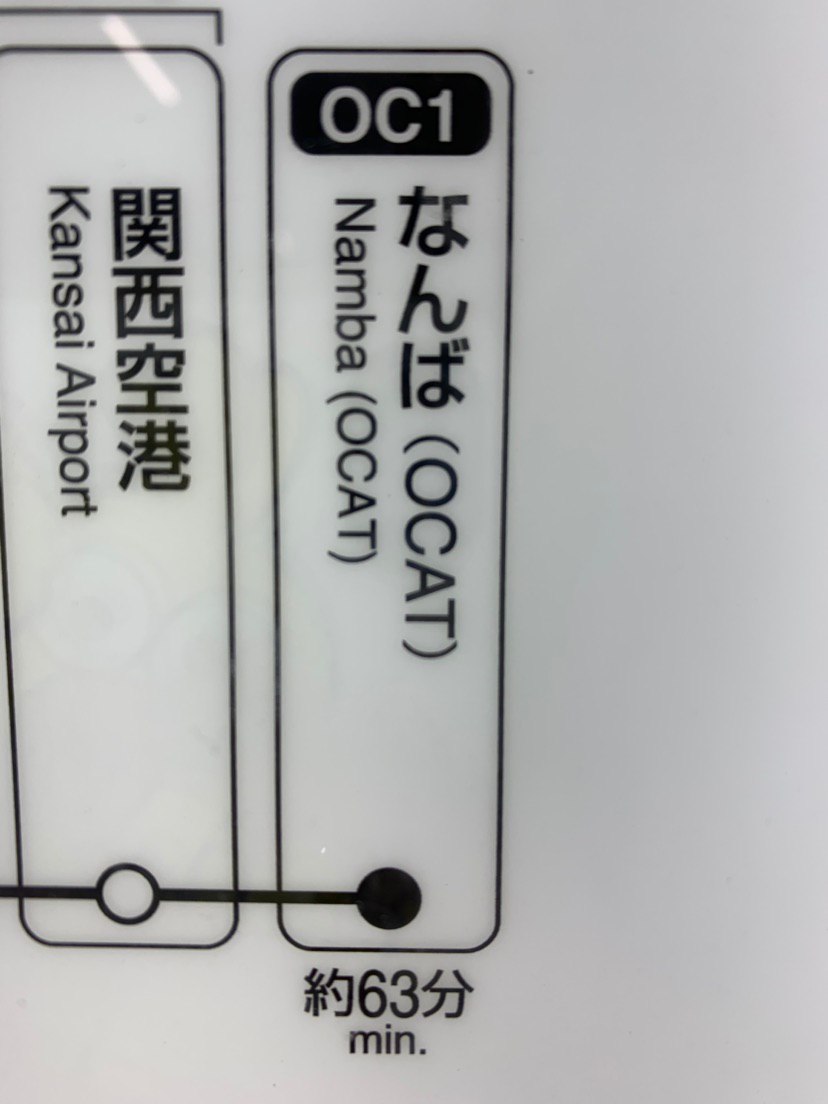 関西空港
Kansai Airport
OC1
なんば(OCAT)
Namba (OCAT)
約63分
min.